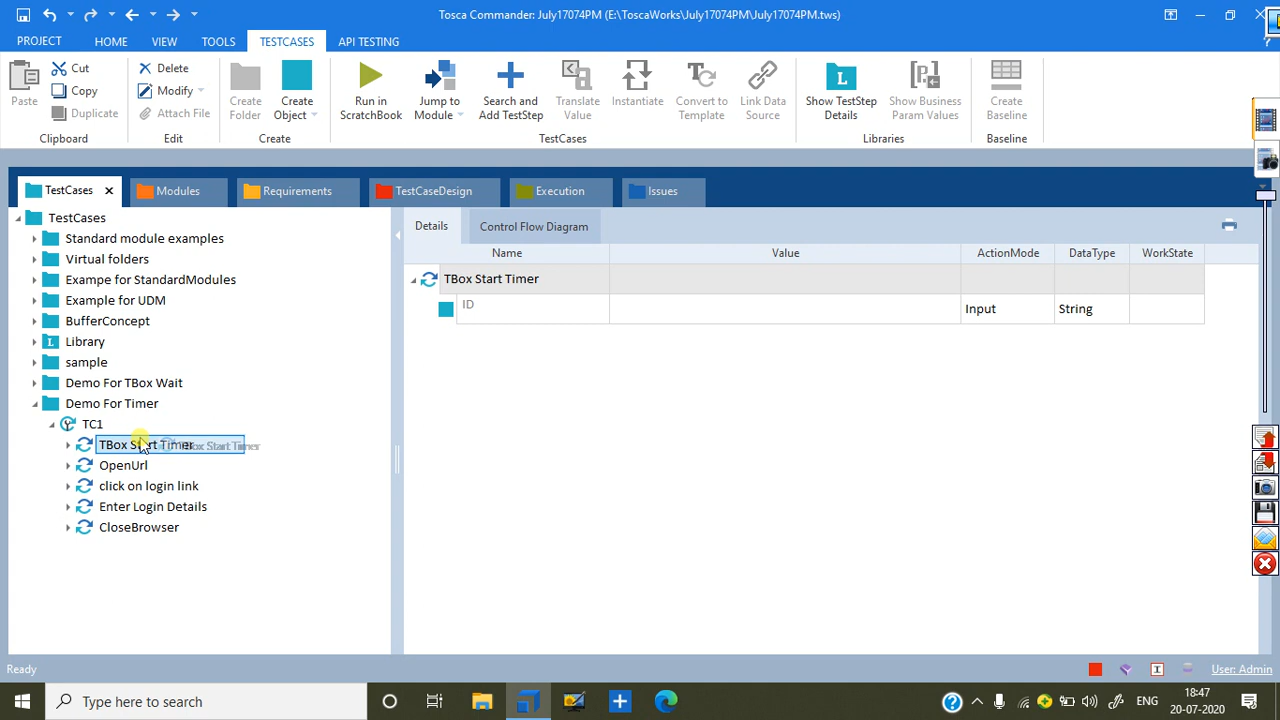 Tosca Commander: July17074PM (E:\ToscaWorks\July17074PM\July17074PM.tws)
PROJECT HOME VIEW TOOLS TESTCASES API TESTING
Paste
Cut
Copy
Duplicate
Clipboard
Delete
Modify
Attach File
Edit
Create Folder
Create Object
Create
Run in ScratchBook
Jump to Module
Search and Add TestStep
Translate Value
Instantiate
Convert to Template
Link Data Source
TestCases
Show TestStep Details
Show Business Param Values
Libraries
Create Baseline
Baseline
TestCases Modules Requirements TestCaseDesign Execution Issues
TestCases
Standard module examples
Virtual folders
Exampe for StandardModules
Example for UDM
BufferConcept
L Library
sample
Demo For TBox Wait
Demo For Timer
TC1
TBox Start Timer
TBox Start Timer
OpenUrl
click on login link
Enter Login Details
CloseBrowser
Details Control Flow Diagram
Name Value ActionMode DataType WorkState
TBox Start Timer
ID Input String
Ready
User: Admin
Type here to search
ENG
18:47
20-07-2020